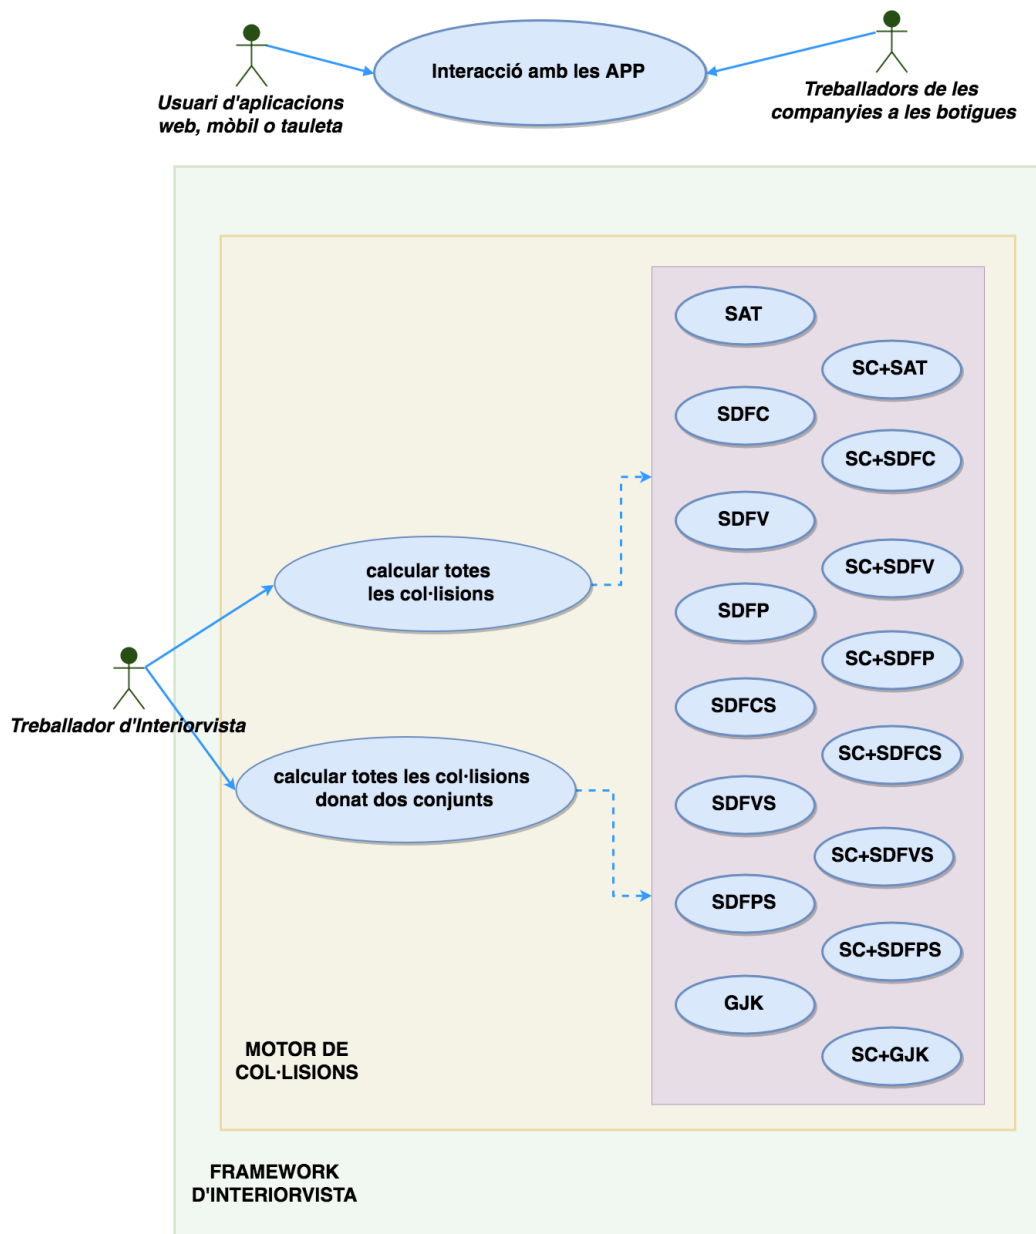 Interacció amb les APP
Usuari d'aplicacions
web, mòbil o tauleta
Treballadors de les
companyies a les botigues
SAT
SC+SAT
SDFC
SC+SDFC
SDFV
SC+SDFV
SDFP
SC+SDFP
SDFCS
SC+SDFCS
SDFVS
SC+SDFVS
SDFPS
SC+SDFPS
GJK
SC+GJK
calcular totes
les col·lisions
Treballador d'Interiorvista
calcular totes les col·lisions
donat dos conjunts
MOTOR DE
COL·LISIONS
FRAMEWORK
D'INTERIORVISTA